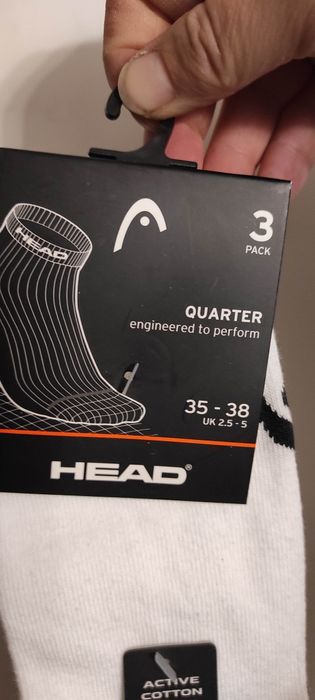 HEAD
3
PACK
QUARTER
engineered to perform
35 - 38
UK 2.5 - 5
HEAD®
ACTIVE
COTTON